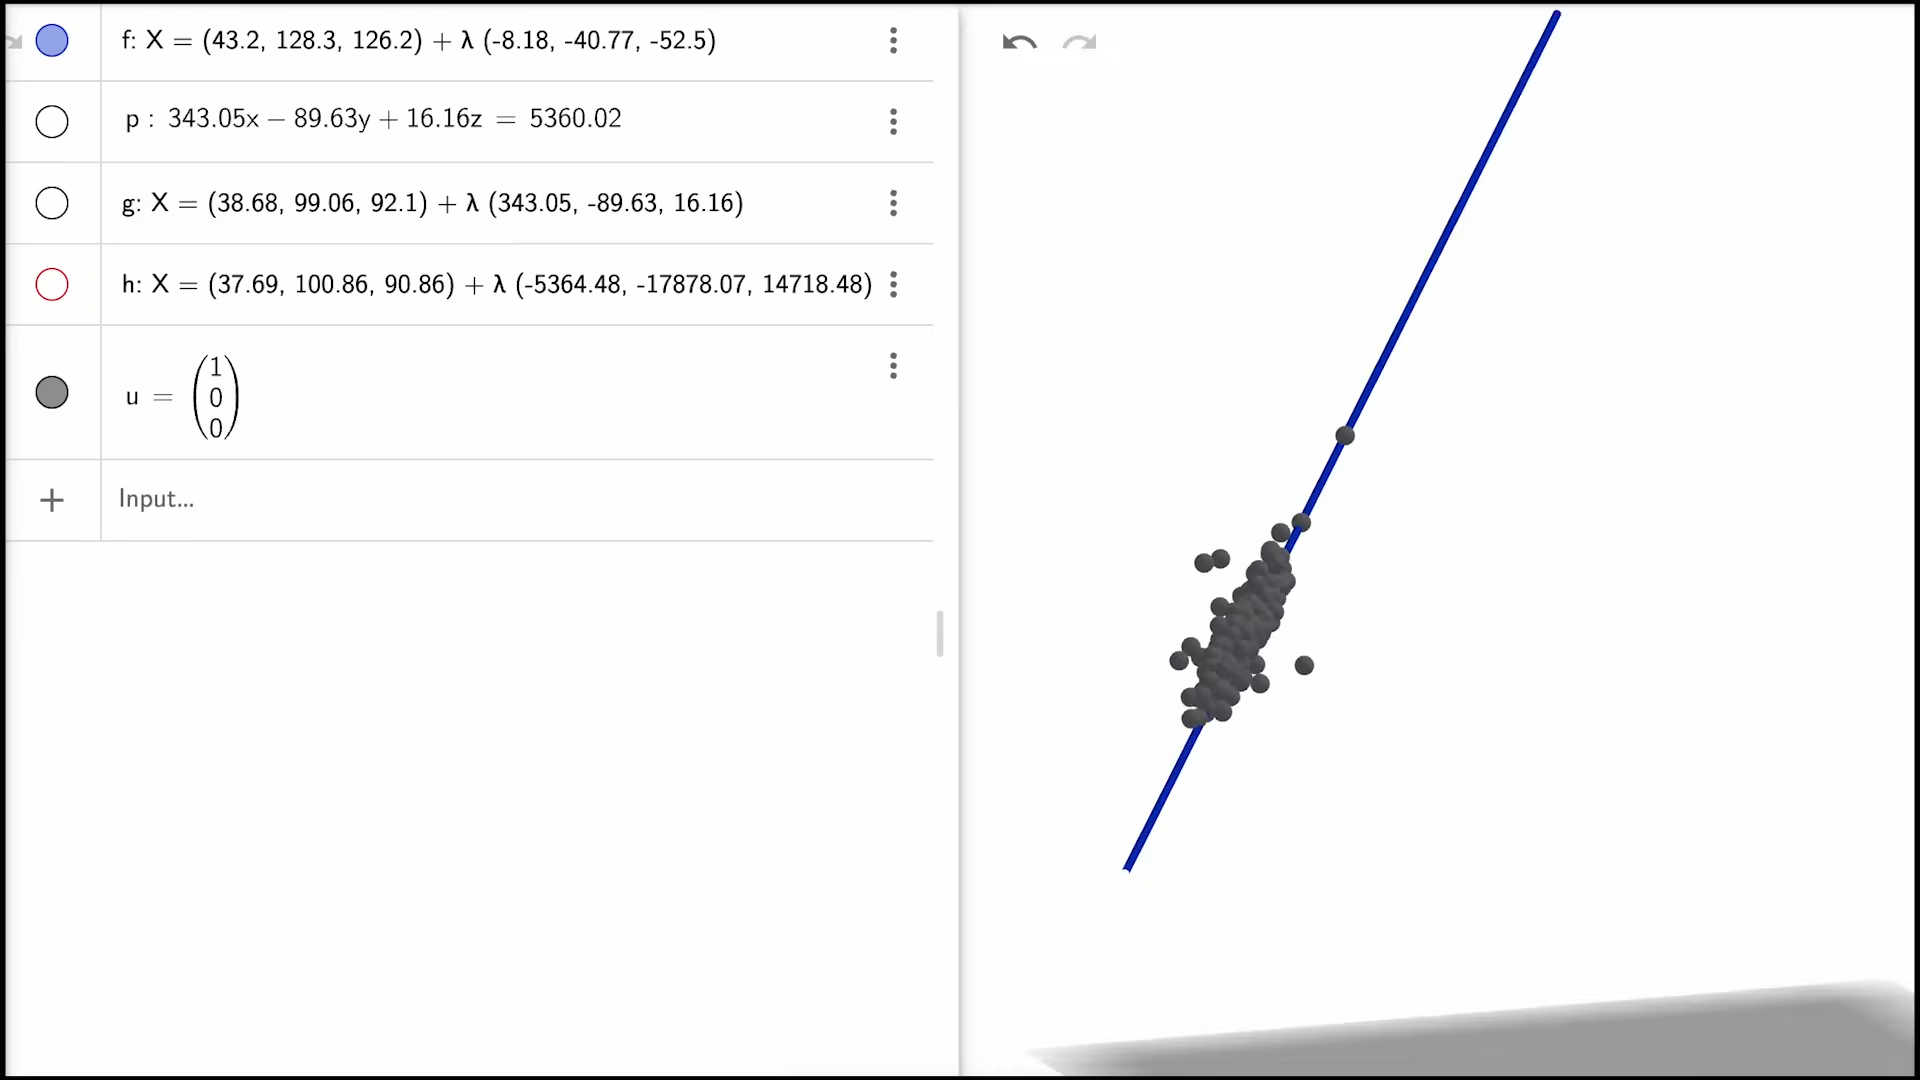 f: X = (43.2, 128.3, 126.2) + λ (-8.18, -40.77, -52.5)
p : 343.05x − 89.63y + 16.16z = 5360.02
g: X = (38.68, 99.06, 92.1) + λ (343.05, -89.63, 16.16)
h: X = (37.69, 100.86, 90.86) + λ (-5364.48, -17878.07, 14718.48)
1
u = 0
0
+ Input...